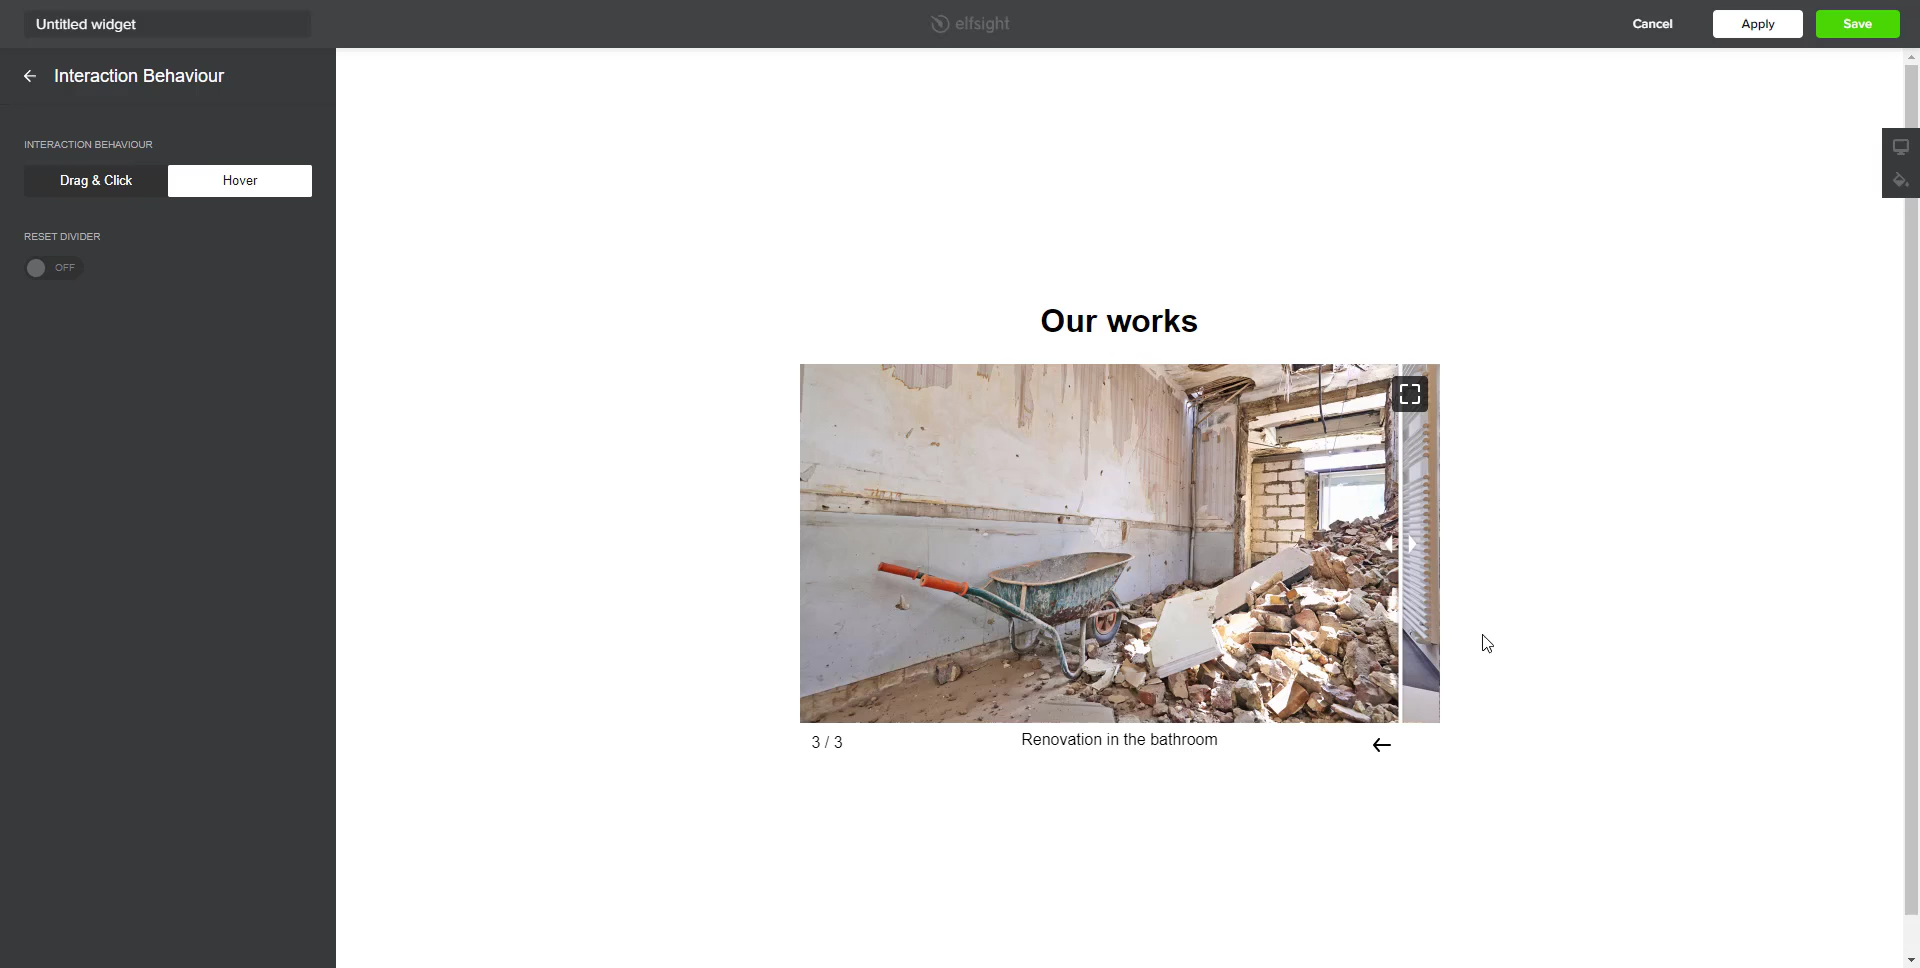 Untitled widget
elfsight
Cancel
Apply
Save
Interaction Behaviour
INTERACTION BEHAVIOUR
Drag & Click
Hover
RESET DIVIDER
OFF
Our works
3 / 3
Renovation in the bathroom